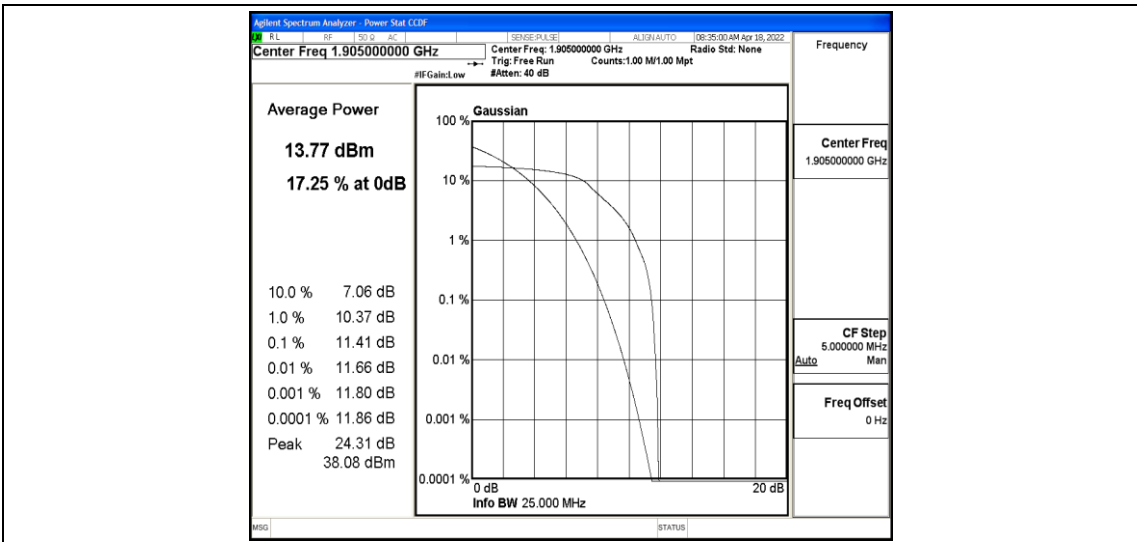 Agilent Spectrum Analyzer - Power Stat CCDF
LXI RL RF 50 Ω AC SENSE:PULSE ALIGNAUTO 08:35:00 AM Apr 18, 2022
Center Freq 1.905000000 GHz
Center Freq: 1.905000000 GHz Radio Std: None
Trig: Free Run Counts:1.00 M/1.00 Mpt
#IFGain:Low #Atten: 40 dB
Frequency
Average Power
13.77 dBm
17.25 % at 0dB
10.0 % 7.06 dB
1.0 % 10.37 dB
0.1 % 11.41 dB
0.01 % 11.66 dB
0.001 % 11.80 dB
0.0001 % 11.86 dB
Peak 24.31 dB
38.08 dBm
Gaussian
100 %
10 %
1 %
0.1 %
0.01 %
0.001 %
0.0001 %
0 dB 20 dB
Info BW 25.000 MHz
Center Freq
1.905000000 GHz
CF Step
5.000000 MHz
Auto Man
Freq Offset
0 Hz
MSG STATUS